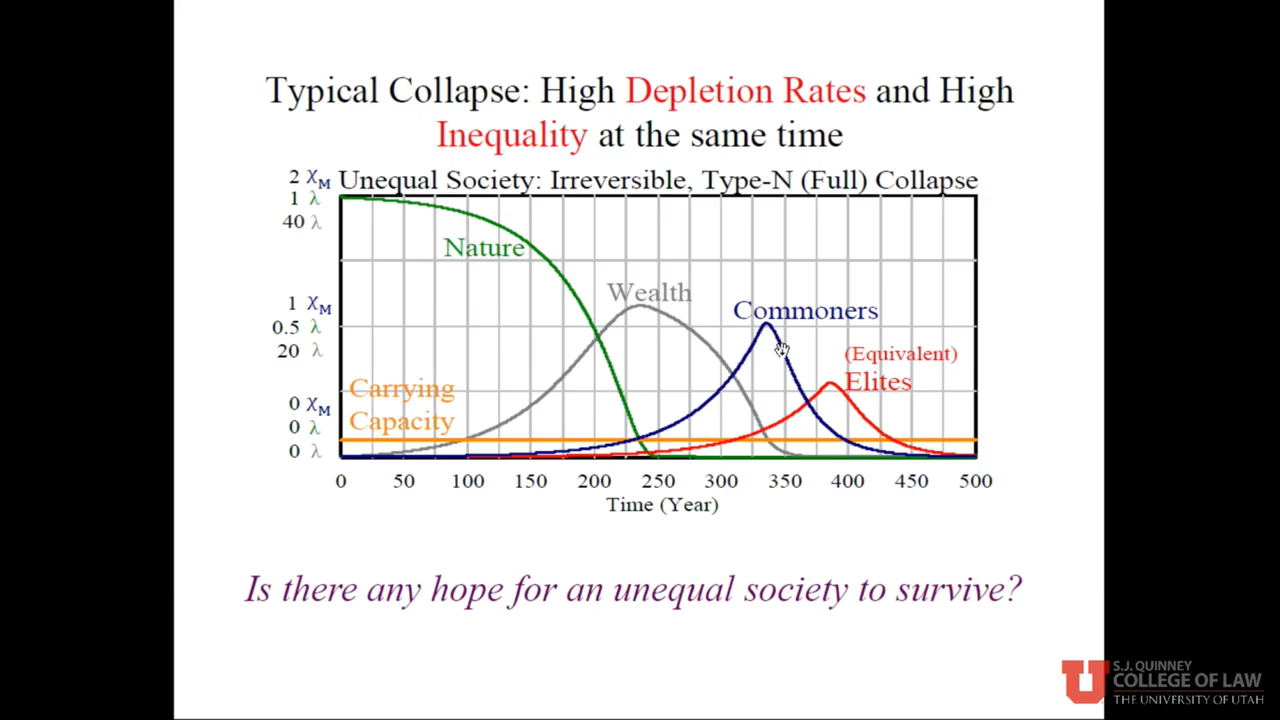 Typical Collapse: High Depletion Rates and High
Inequality at the same time
Unequal Society: Irreversible, Type-N (Full) Collapse
2 χM
1 λ
40 λ
Nature
Wealth
1 χM
0.5 λ
20 λ
Commoners
(Equivalent)
Elites
Carrying
Capacity
0 χM
0 λ
0 λ
0 50 100 150 200 250 300 350 400 450 500
Time (Year)
Is there any hope for an unequal society to survive?
U
S.J. QUINNEY
COLLEGE OF LAW
THE UNIVERSITY OF UTAH